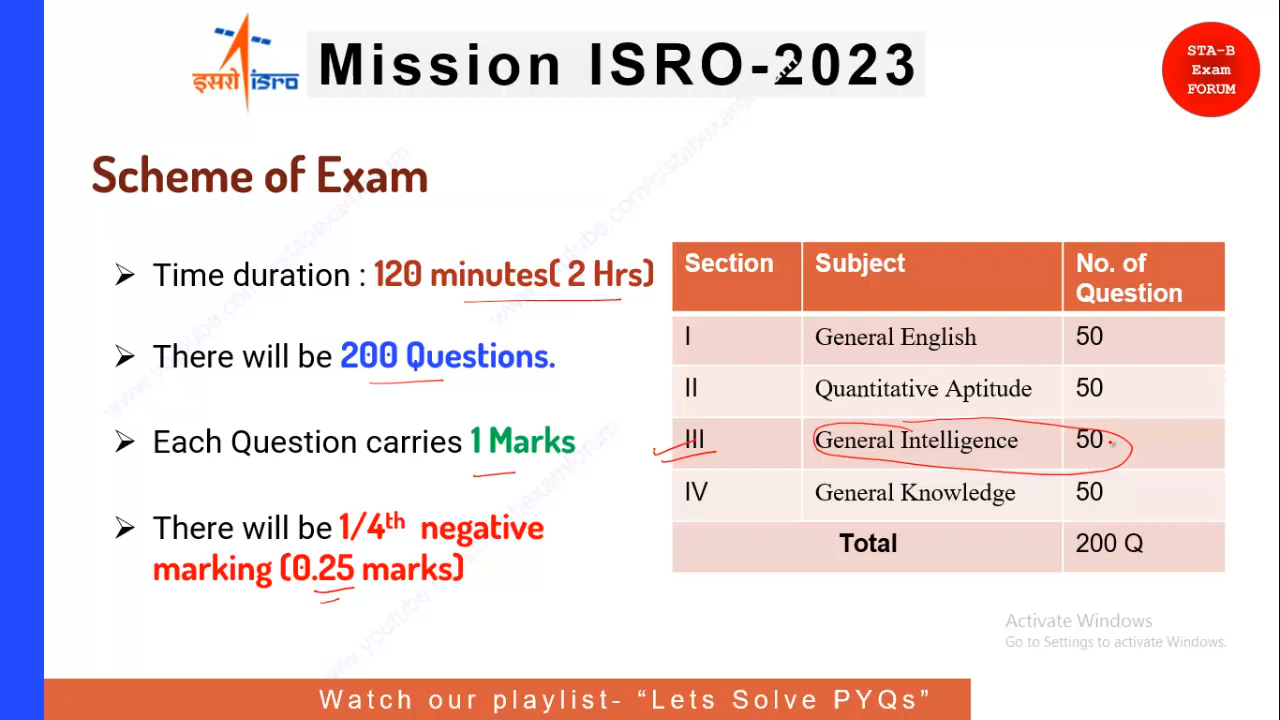 इसरो isro
Mission ISRO-2023
STA-B
Exam
FORUM
Scheme of Exam
➢ Time duration : 120 minutes( 2 Hrs)
➢ There will be 200 Questions.
➢ Each Question carries 1 Marks
➢ There will be 1/4th negative
marking (0.25 marks)
Section Subject No. of
Question
I General English 50
II Quantitative Aptitude 50
III General Intelligence 50
IV General Knowledge 50
Total 200 Q
Activate Windows
Go to Settings to activate Windows.
Watch our playlist- “Lets Solve PYQs”